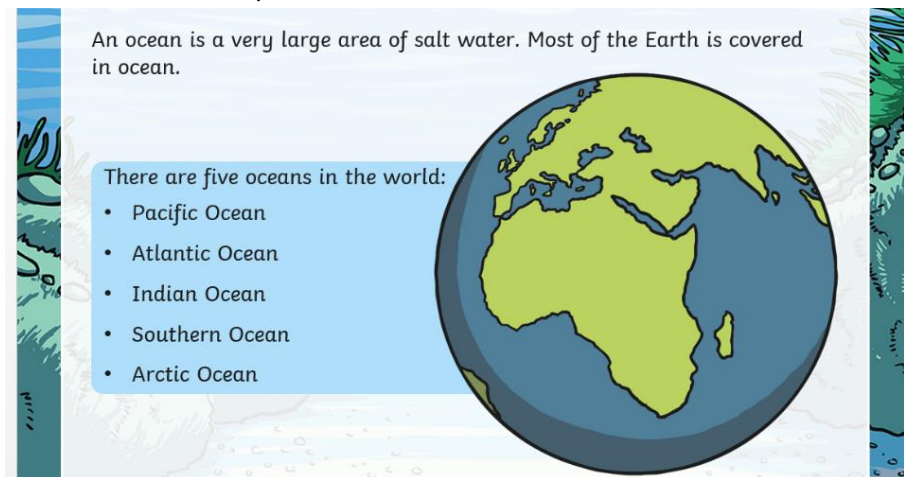 An ocean is a very large area of salt water. Most of the Earth is covered
in ocean.
There are five oceans in the world:
• Pacific Ocean
• Atlantic Ocean
• Indian Ocean
• Southern Ocean
• Arctic Ocean